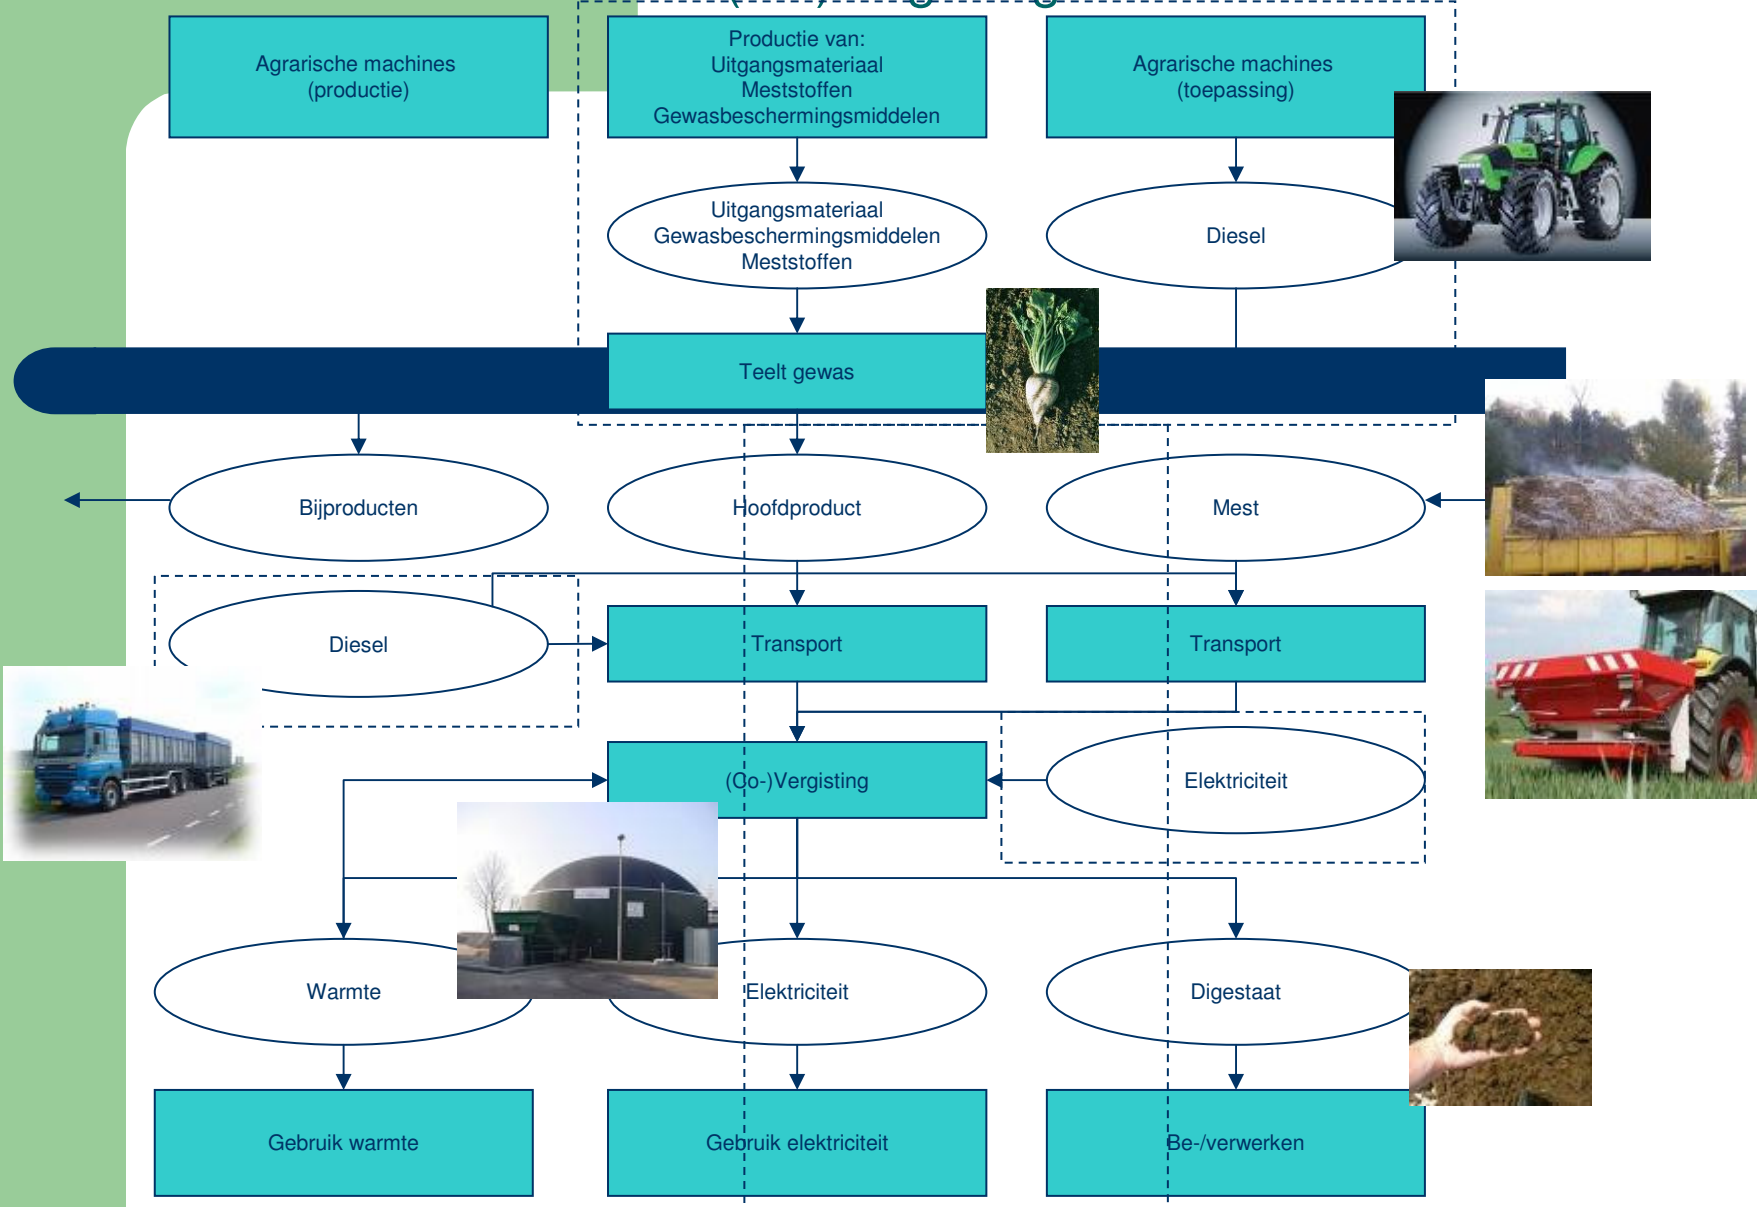 Agrarische machines
(productie)
Productie van:
Uitgangsmateriaal
Meststoffen
Gewasbeschermingsmiddelen
Agrarische machines
(toepassing)
Uitgangsmateriaal
Gewasbeschermingsmiddelen
Meststoffen
Diesel
Teelt gewas
Bijproducten
Hoofdproduct
Mest
Diesel
Transport
Transport
(Co-)Vergisting
Elektriciteit
Warmte
Elektriciteit
Digestaat
Gebruik warmte
Gebruik elektriciteit
Be-/verwerken